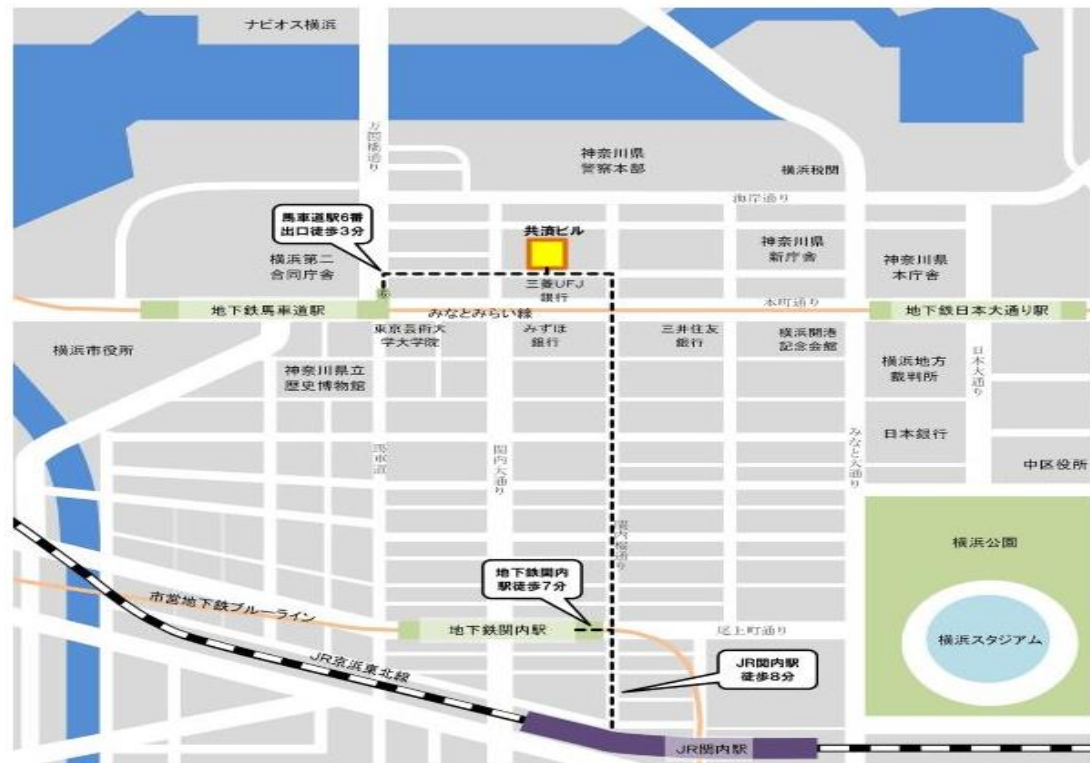 ナビオス横浜
万国橋通り
神奈川県
警察本部
横浜税関
海岸通り
馬車道駅6番
出口徒歩3分
共済ビル
横浜第二
合同庁舎
神奈川県
新庁舎
神奈川県
本庁舎
三菱UFJ
銀行
⑥
本町通り
地下鉄馬車道駅
みなとみらい線
地下鉄日本大通り駅
東京芸術大
学大学院
みずほ
銀行
三井住友
銀行
横浜開港
記念会館
横浜市役所
神奈川県立
歴史博物館
横浜地方
裁判所
日本大通り
日本銀行
馬車道
関内大通り
みなと大通り
中区役所
横浜公園
地下鉄関内
駅徒歩7分
市営地下鉄ブルーライン
地下鉄関内駅
尾上町通り
横浜スタジアム
JR京浜東北線
JR関内駅
徒歩8分
JR関内駅